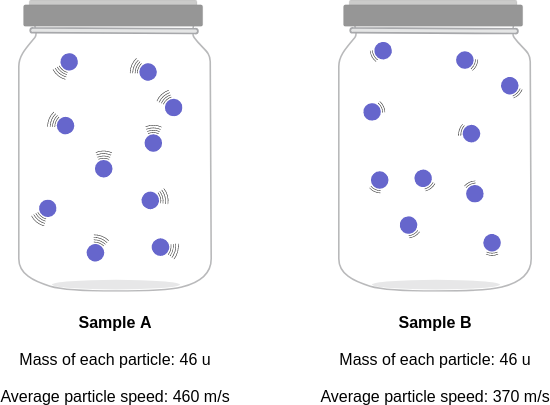 Sample A
Mass of each particle: 46 u
Average particle speed: 460 m/s
Sample B
Mass of each particle: 46 u
Average particle speed: 370 m/s